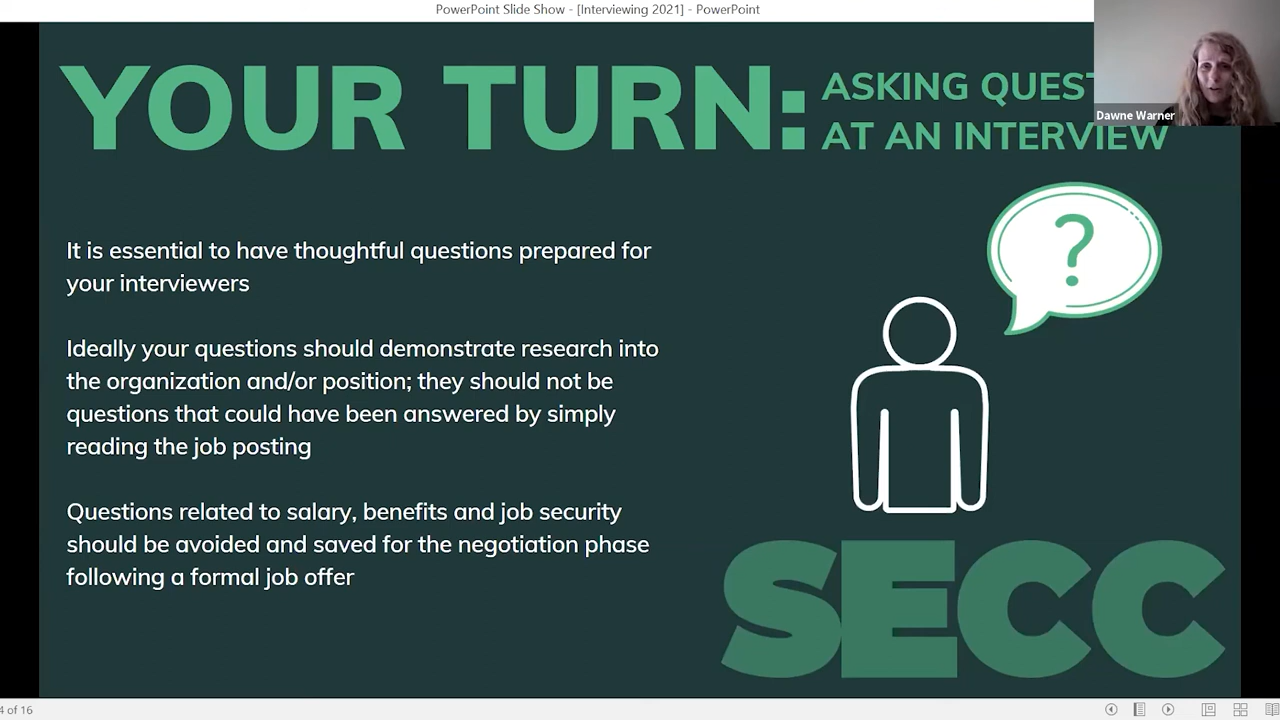 PowerPoint Slide Show - [Interviewing 2021] - PowerPoint
YOUR TURN:
ASKING QUEST
AT AN INTERVIEW
Dawne Warner
?
It is essential to have thoughtful questions prepared for
your interviewers
Ideally your questions should demonstrate research into
the organization and/or position; they should not be
questions that could have been answered by simply
reading the job posting
Questions related to salary, benefits and job security
should be avoided and saved for the negotiation phase
following a formal job offer
SECC
4 of 16